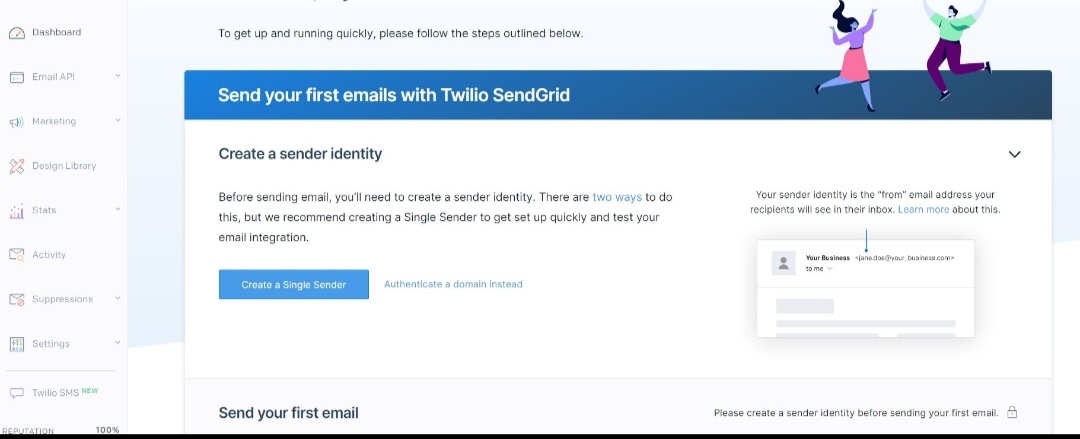 Dashboard
Email API
Marketing
Design Library
Stats
Activity
Suppressions
Settings
Twilio SMS NEW
REPUTATION 100%
To get up and running quickly, please follow the steps outlined below.
Send your first emails with Twilio SendGrid
Create a sender identity
Before sending email, you'll need to create a sender identity. There are two ways to do
this, but we recommend creating a Single Sender to get set up quickly and test your
email integration.
Create a Single Sender
Authenticate a domain instead
Your sender identity is the "from" email address your
recipients will see in their inbox. Learn more about this.
Your Business <jane.doe@your_business.com>
to me
Send your first email
Please create a sender identity before sending your first email.